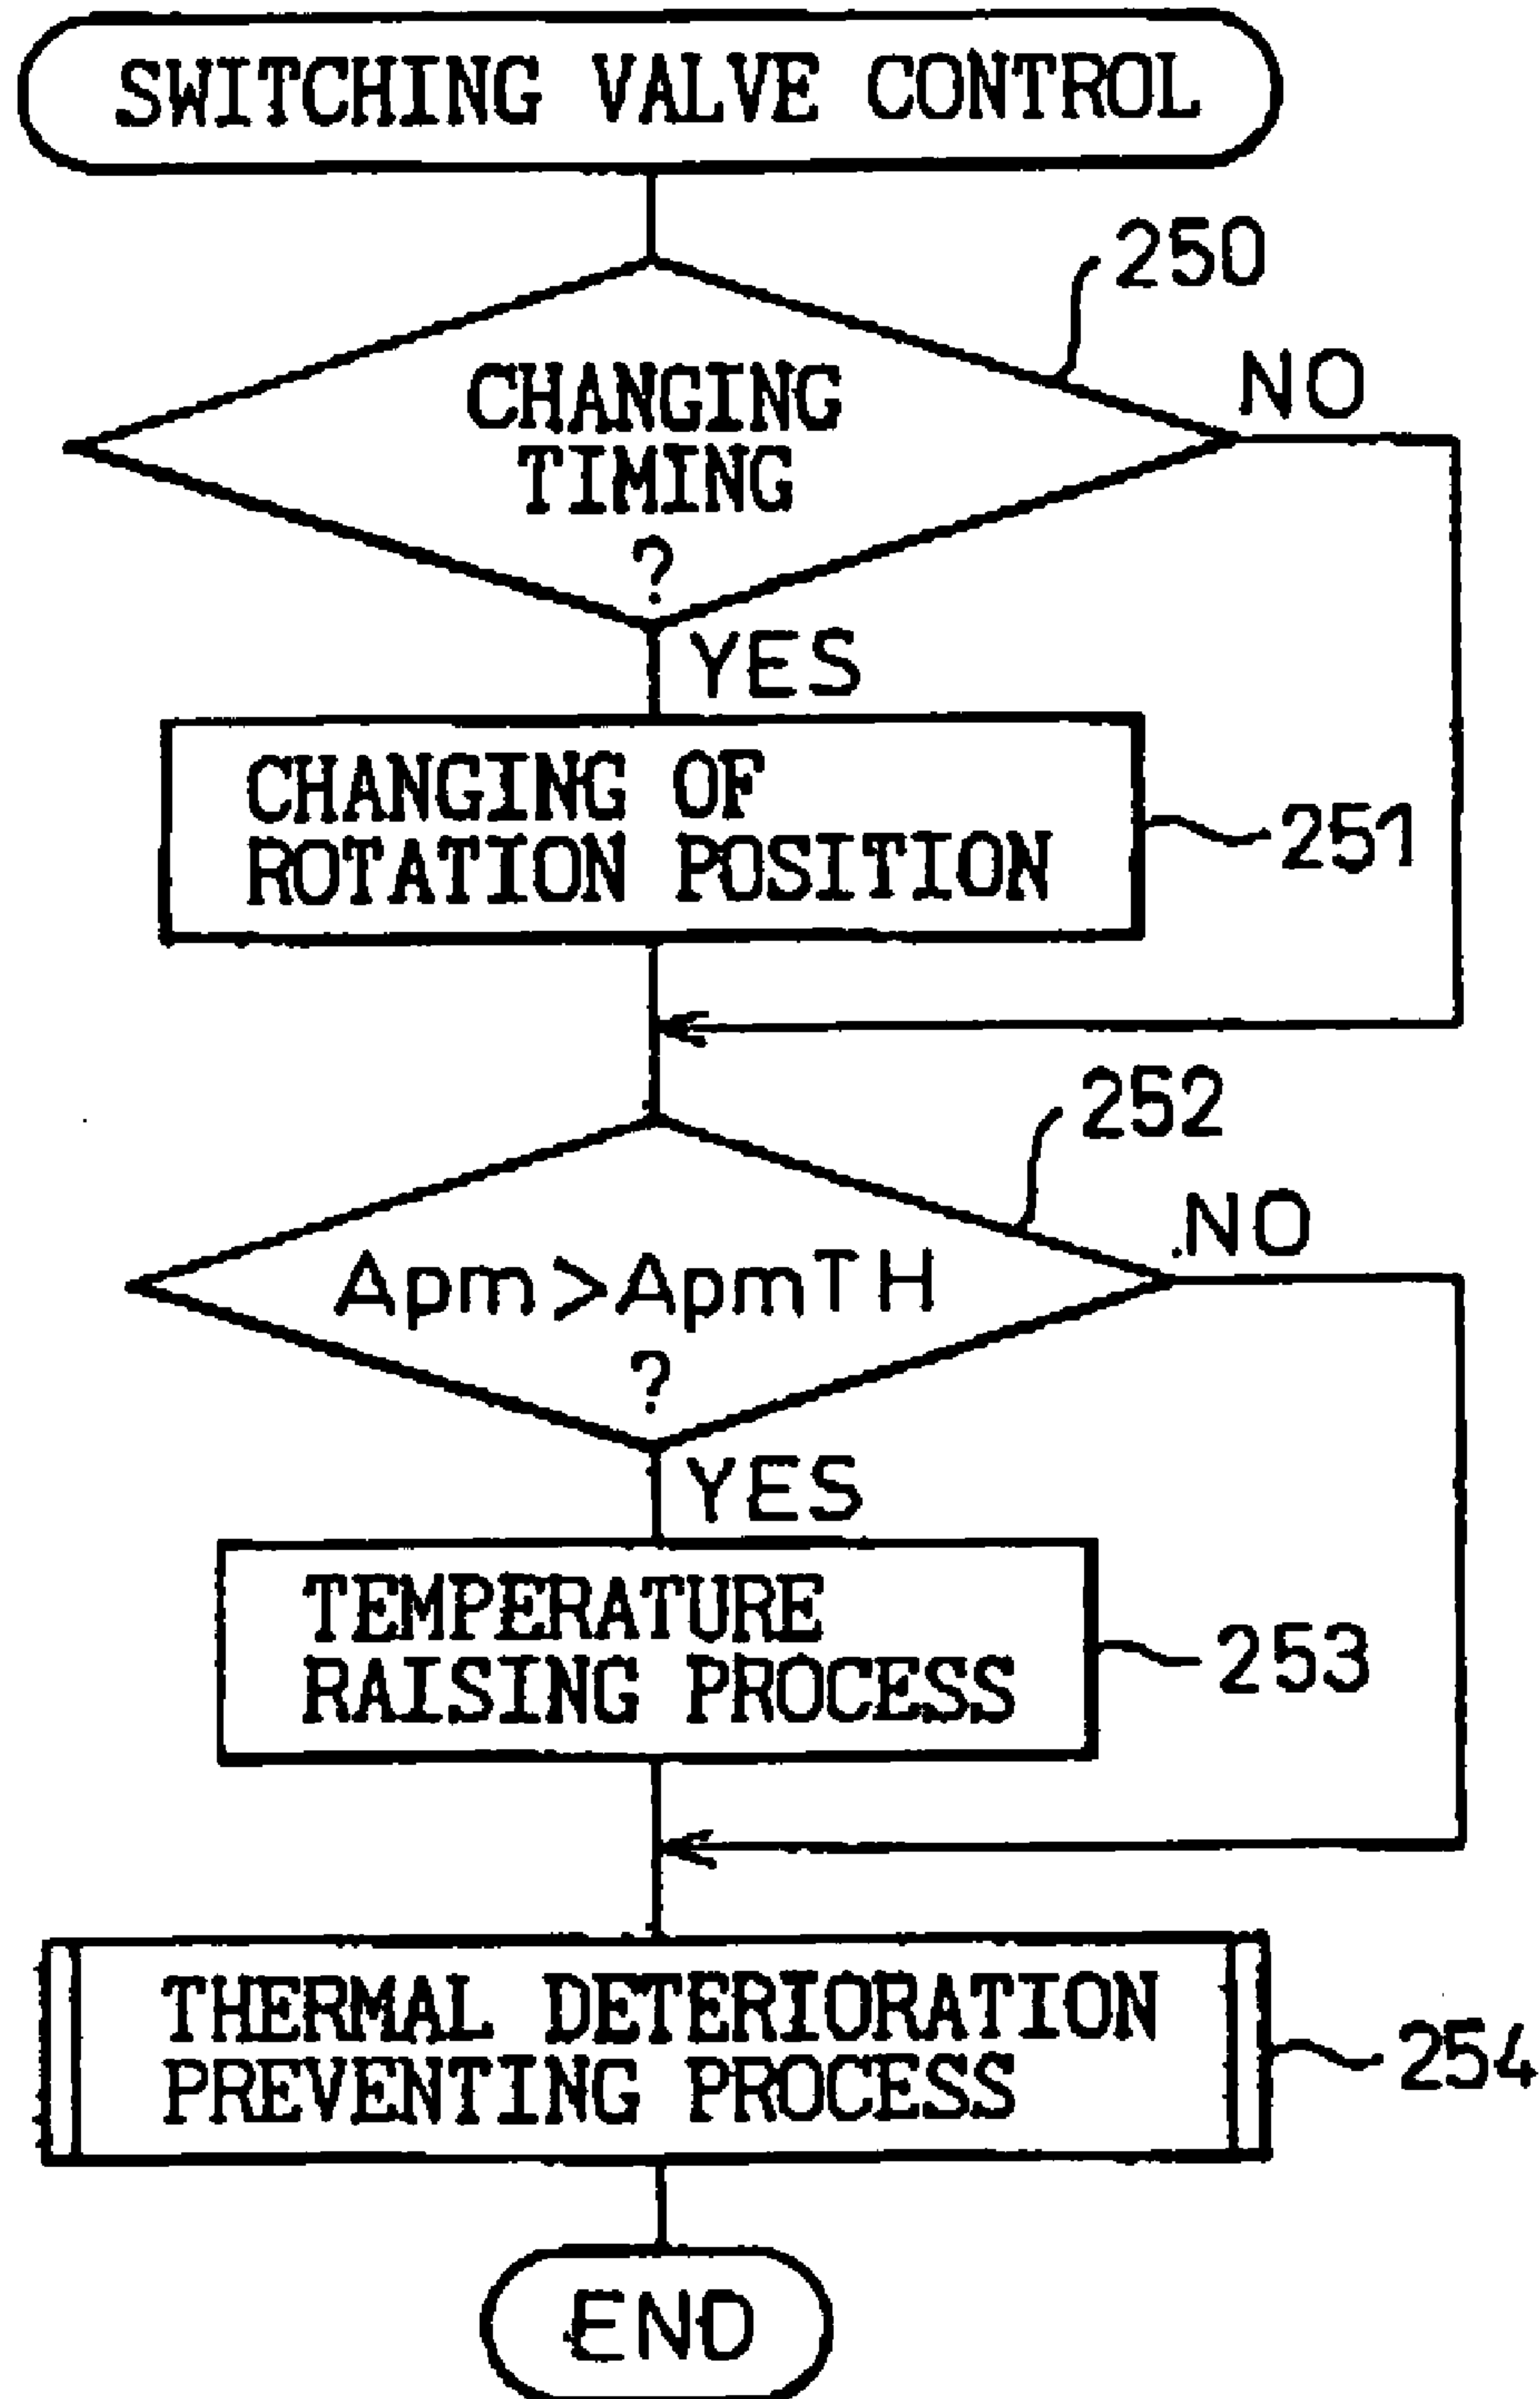 SWITCHING VALVE CONTROL
250
CHANGING
TIMING
?
NO
YES
CHANGING OF
ROTATION POSITION
251
252
Apm>ApmTH
?
NO
YES
TEMPERATURE
RAISING PROCESS
253
THERMAL DETERIORATION
PREVENTING PROCESS
254
END